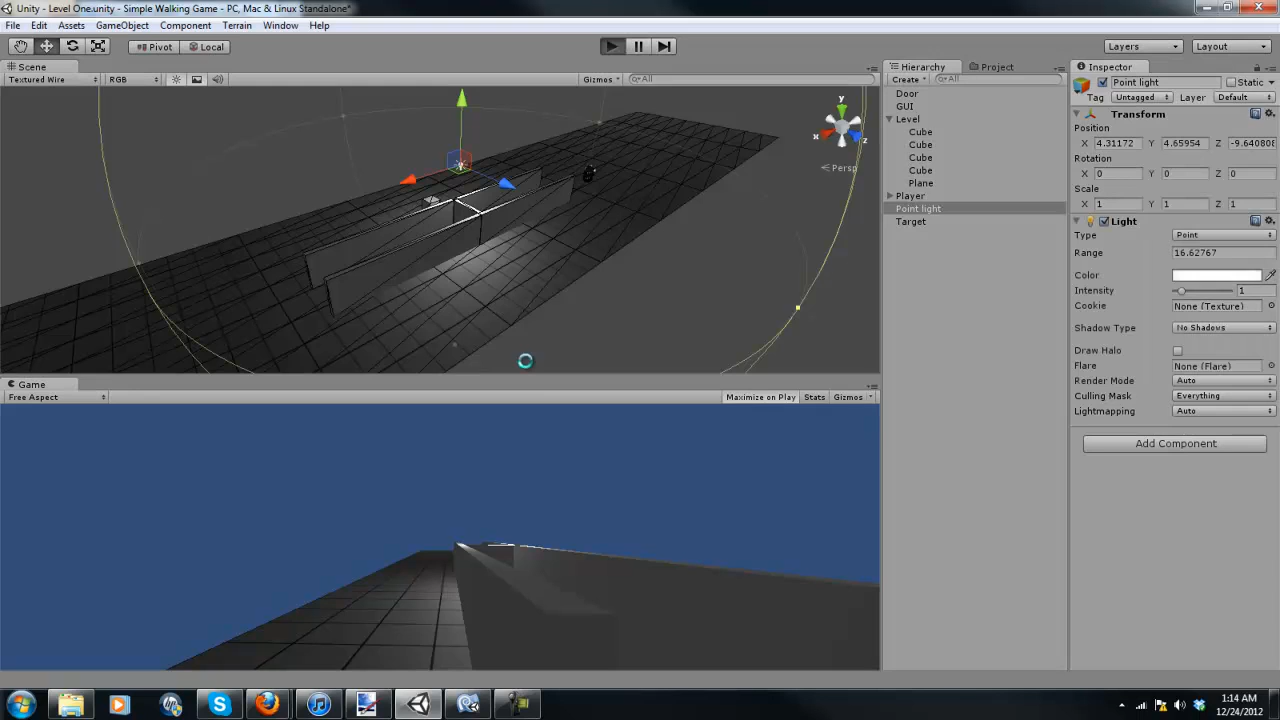 Unity - Level One.unity - Simple Walking Game - PC, Mac & Linux Standalone*
File Edit Assets GameObject Component Terrain Window Help
Pivot Local Layers Layout
Scene
Textured Wire RGB Gizmos All
y
x
z
Persp
Game
Free Aspect Maximize on Play Stats Gizmos
Hierarchy Project
Create All
Door
GUI
Level
Cube
Cube
Cube
Cube
Plane
Player
Point light
Target
Inspector
Point light Static
Tag Untagged Layer Default
Transform
Position
X 4.31172 Y 4.65954 Z -9.640808
Rotation
X 0 Y 0 Z 0
Scale
X 1 Y 1 Z 1
Light
Type Point
Range 16.62767
Color
Intensity 1
Cookie None (Texture)
Shadow Type No Shadows
Draw Halo
Flare None (Flare)
Render Mode Auto
Culling Mask Everything
Lightmapping Auto
Add Component
1:14 AM
12/24/2012